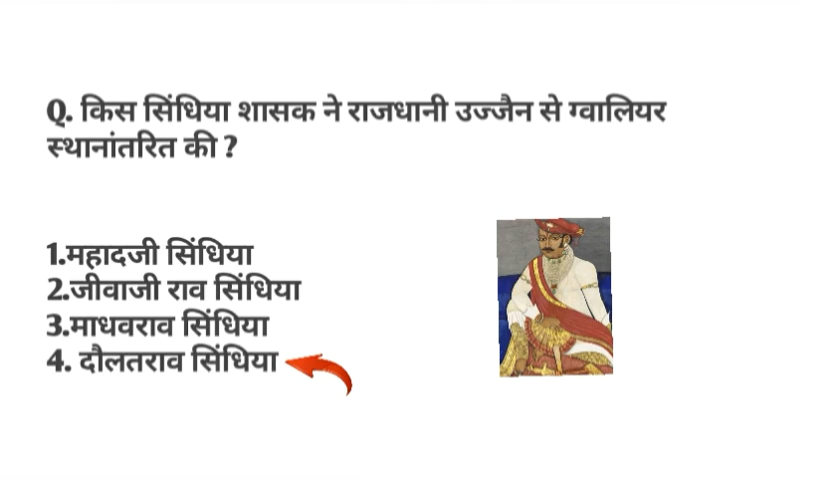 Q. किस सिंधिया शासक ने राजधानी उज्जैन से ग्वालियर
स्थानांतरित की ?
1.महादजी सिंधिया
2.जीवाजी राव सिंधिया
3.माधवराव सिंधिया
4. दौलतराव सिंधिया